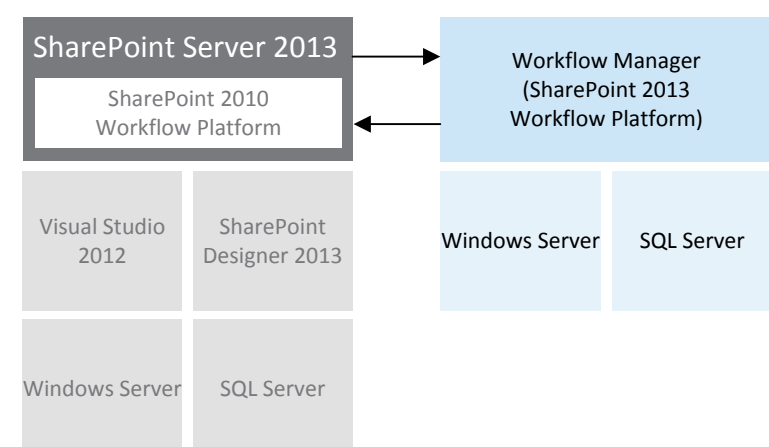 SharePoint Server 2013
SharePoint 2010
Workflow Platform
Workflow Manager
(SharePoint 2013
Workflow Platform)
Visual Studio
2012
SharePoint
Designer 2013
Windows Server
SQL Server
Windows Server
SQL Server